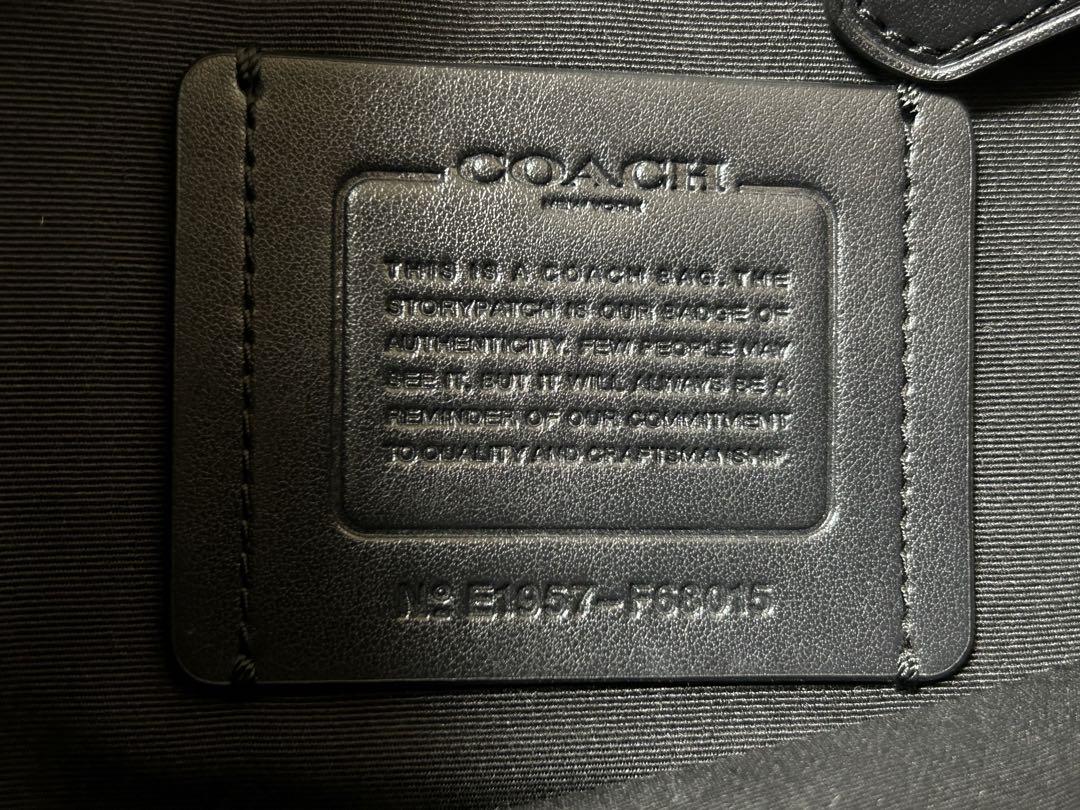 COACH
NEW YORK
THIS IS A COACH BAG. THE
STORYPATCH IS OUR BADGE OF
AUTHENTICITY. FEW PEOPLE MAY
SEE IT, BUT IT WILL ALWAYS BE A
REMINDER OF OUR COMMITMENT
TO QUALITY AND CRAFTSMANSHIP
Nº E1957-F68015